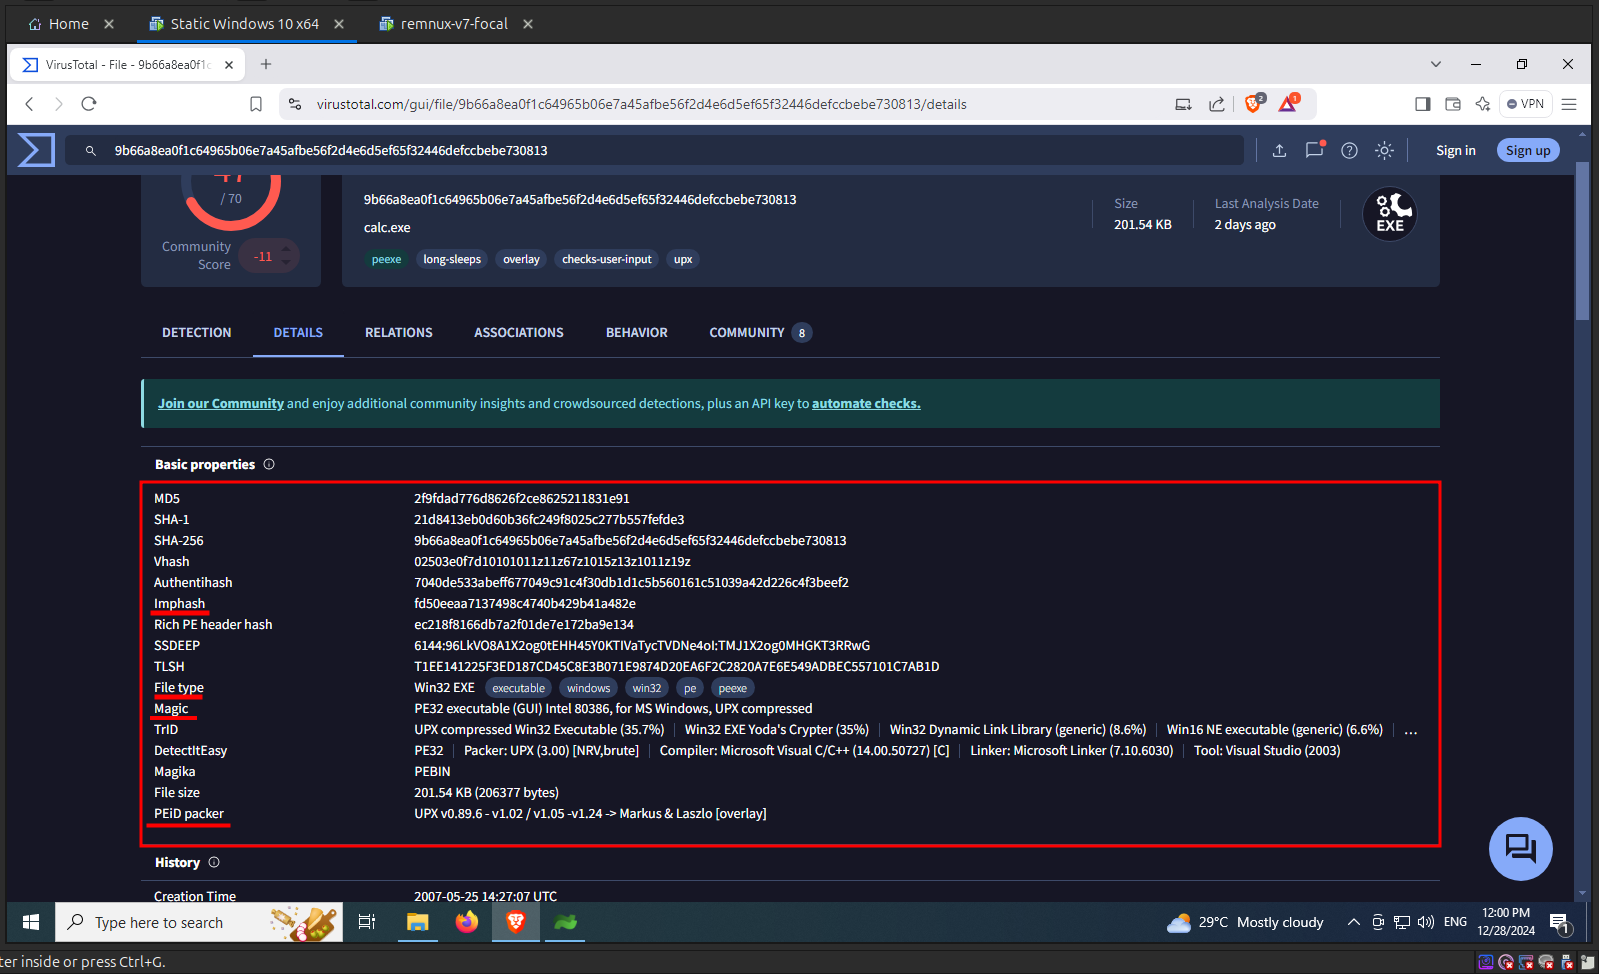 Home
Static Windows 10 x64
remnux-v7-focal
VirusTotal - File - 9b66a8ea0f1c
virustotal.com/gui/file/9b66a8ea0f1c64965b06e7a45afbe56f2d4e6d5ef65f32446defccbebe730813/details
2
1
VPN
9b66a8ea0f1c64965b06e7a45afbe56f2d4e6d5ef65f32446defccbebe730813
Sign in
Sign up
47
/ 70
Community Score
-11
9b66a8ea0f1c64965b06e7a45afbe56f2d4e6d5ef65f32446defccbebe730813
calc.exe
peexe long-sleeps overlay checks-user-input upx
Size
201.54 KB
Last Analysis Date
2 days ago
EXE
DETECTION DETAILS RELATIONS ASSOCIATIONS BEHAVIOR COMMUNITY 8
Join our Community and enjoy additional community insights and crowdsourced detections, plus an API key to automate checks.
Basic properties
MD5 2f9fdad776d8626f2ce8625211831e91
SHA-1 21d8413eb0d60b36fc249f8025c277b557fefde3
SHA-256 9b66a8ea0f1c64965b06e7a45afbe56f2d4e6d5ef65f32446defccbebe730813
Vhash 02503e0f7d10101011z11z67z1015z13z1011z19z
Authentihash 7040de533abeff677049c91c4f30db1d1c5b560161c51039a42d226c4f3beef2
Imphash fd50eeaa7137498c4740b429b41a482e
Rich PE header hash ec218f8166db7a2f01de7e172ba9e134
SSDEEP 6144:96LkVO8A1X2og0tEHH45Y0KTIVaTycTVDNe4oI:TMJ1X2og0MHGKT3RRwG
TLSH T1EE141225F3ED187CD45C8E3B071E9874D20EA6F2C2820A7E6E549ADBEC557101C7AB1D
File type Win32 EXE executable windows win32 pe peexe
Magic PE32 executable (GUI) Intel 80386, for MS Windows, UPX compressed
TrID UPX compressed Win32 Executable (35.7%) | Win32 EXE Yoda's Crypter (35%) | Win32 Dynamic Link Library (generic) (8.6%) | Win16 NE executable (generic) (6.6%) | ...
DetectItEasy PE32 | Packer: UPX (3.00) [NRV,brute] | Compiler: Microsoft Visual C/C++ (14.00.50727) [C] | Linker: Microsoft Linker (7.10.6030) | Tool: Visual Studio (2003)
Magika PEBIN
File size 201.54 KB (206377 bytes)
PEiD packer UPX v0.89.6 - v1.02 / v1.05 -v1.24 -> Markus & Laszlo [overlay]
History
Creation Time 2007-05-25 14:27:07 UTC
Type here to search
29°C Mostly cloudy
ENG
12:00 PM
12/28/2024
1
ter inside or press Ctrl+G.